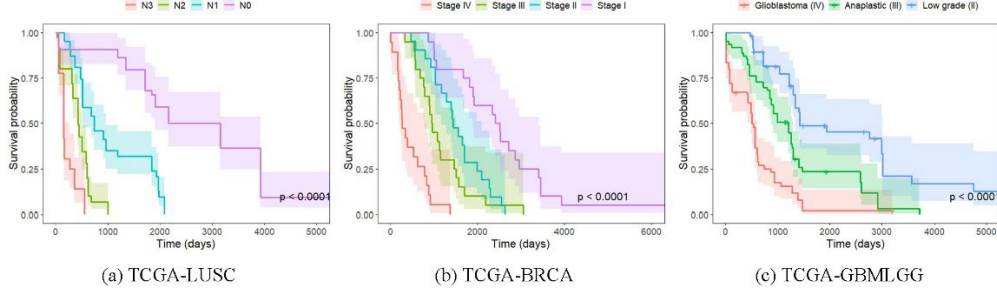 N3 N2 N1 N0
Survival probability
1.00
0.75
0.50
0.25
0.00
p < 0.0001
0 1000 2000 3000 4000 5000
Time (days)
(a) TCGA-LUSC
Stage IV Stage III Stage II Stage I
Survival probability
1.00
0.75
0.50
0.25
0.00
p < 0.0001
0 2000 4000 6000
Time (days)
(b) TCGA-BRCA
Glioblastoma (IV) Anaplastic (III) Low grade (II)
Survival probability
1.00
0.75
0.50
0.25
0.00
p < 0.0001
0 1000 2000 3000 4000 5000
Time (days)
(c) TCGA-GBMLGG